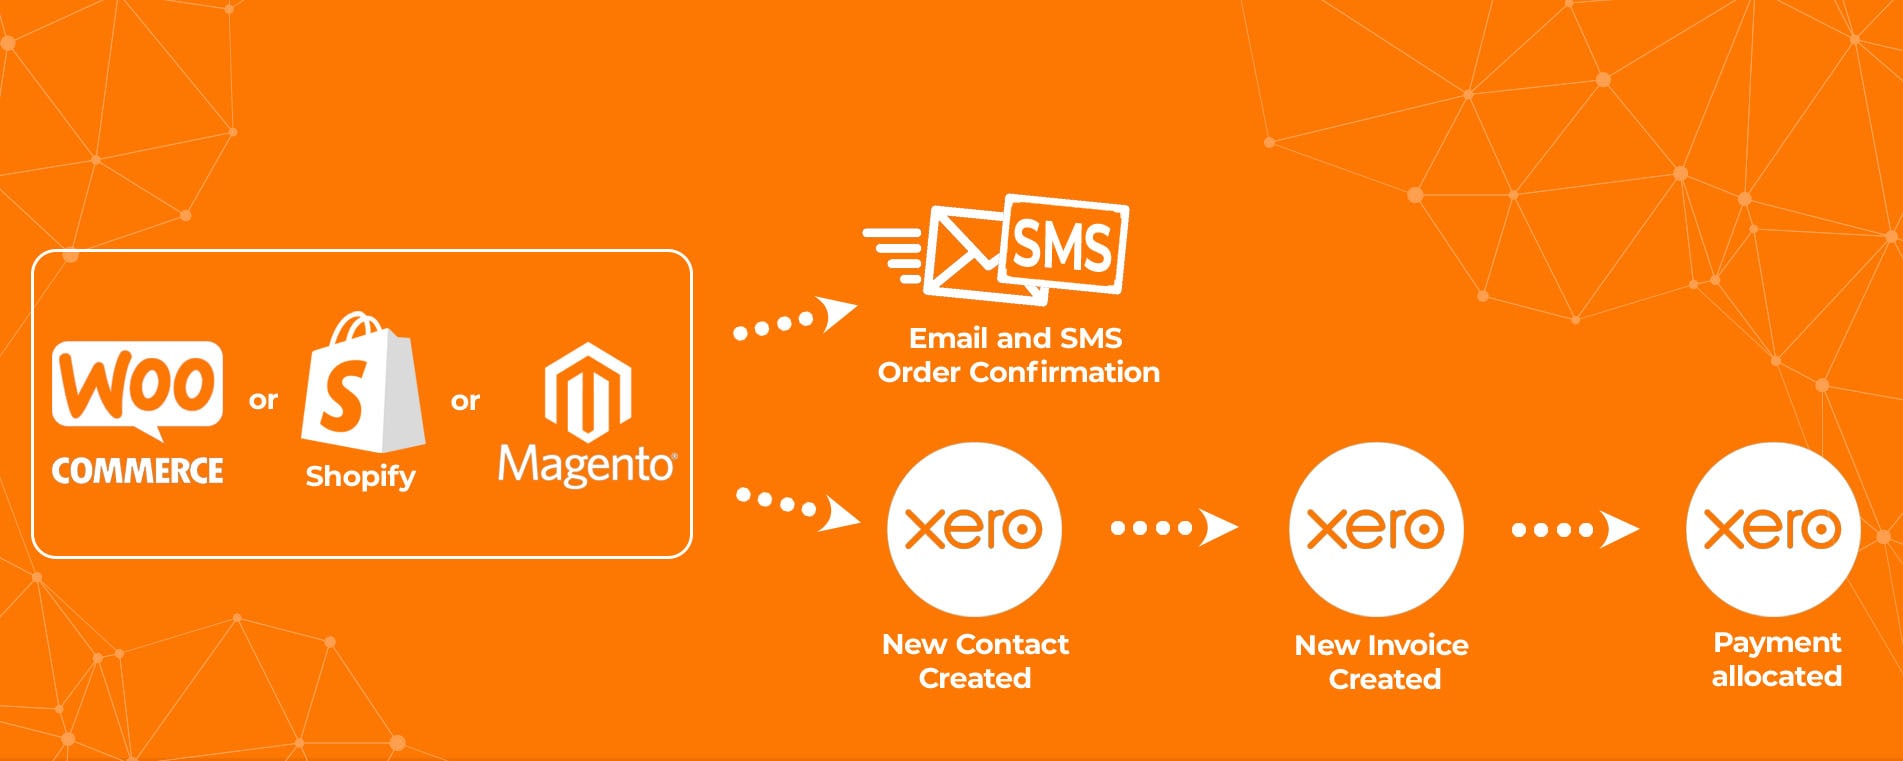 WOO
COMMERCE
or
S
Shopify
or
Magento®
SMS
Email and SMS
Order Confirmation
xero
New Contact
Created
xero
New Invoice
Created
xero
Payment
allocated